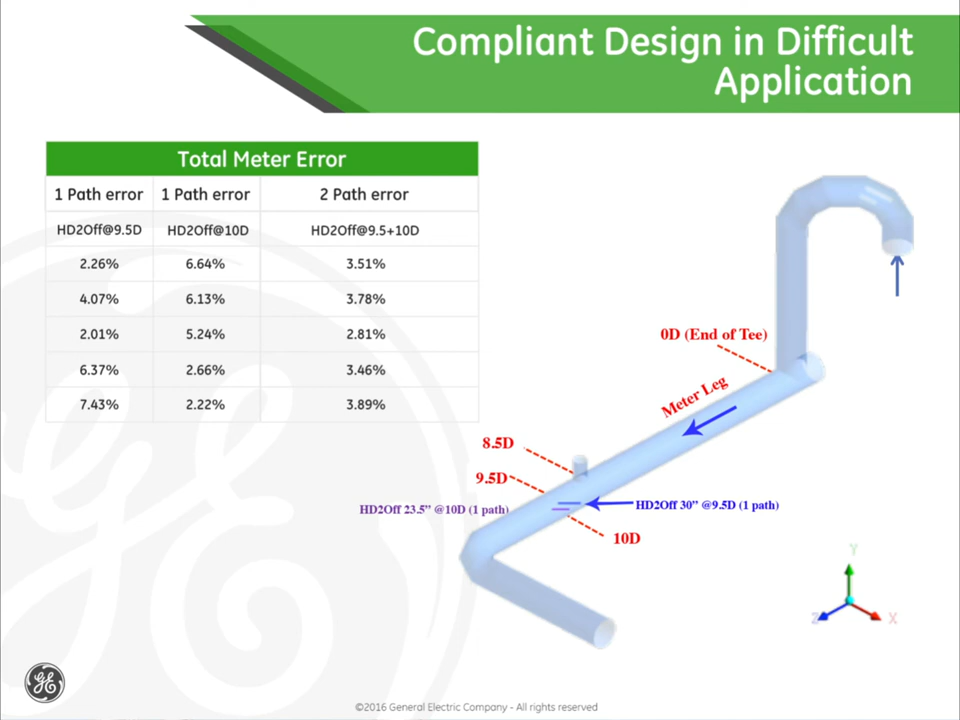 Compliant Design in Difficult
Application
Total Meter Error
1 Path error 1 Path error 2 Path error
HD2Off@9.5D HD2Off@10D HD2Off@9.5+10D
2.26% 6.64% 3.51%
4.07% 6.13% 3.78%
2.01% 5.24% 2.81%
6.37% 2.66% 3.46%
7.43% 2.22% 3.89%
0D (End of Tee)
Meter Leg
8.5D
9.5D
HD2Off 23.5” @10D (1 path)
HD2Off 30” @9.5D (1 path)
10D
Y
Z
X
GE
©2016 General Electric Company - All rights reserved